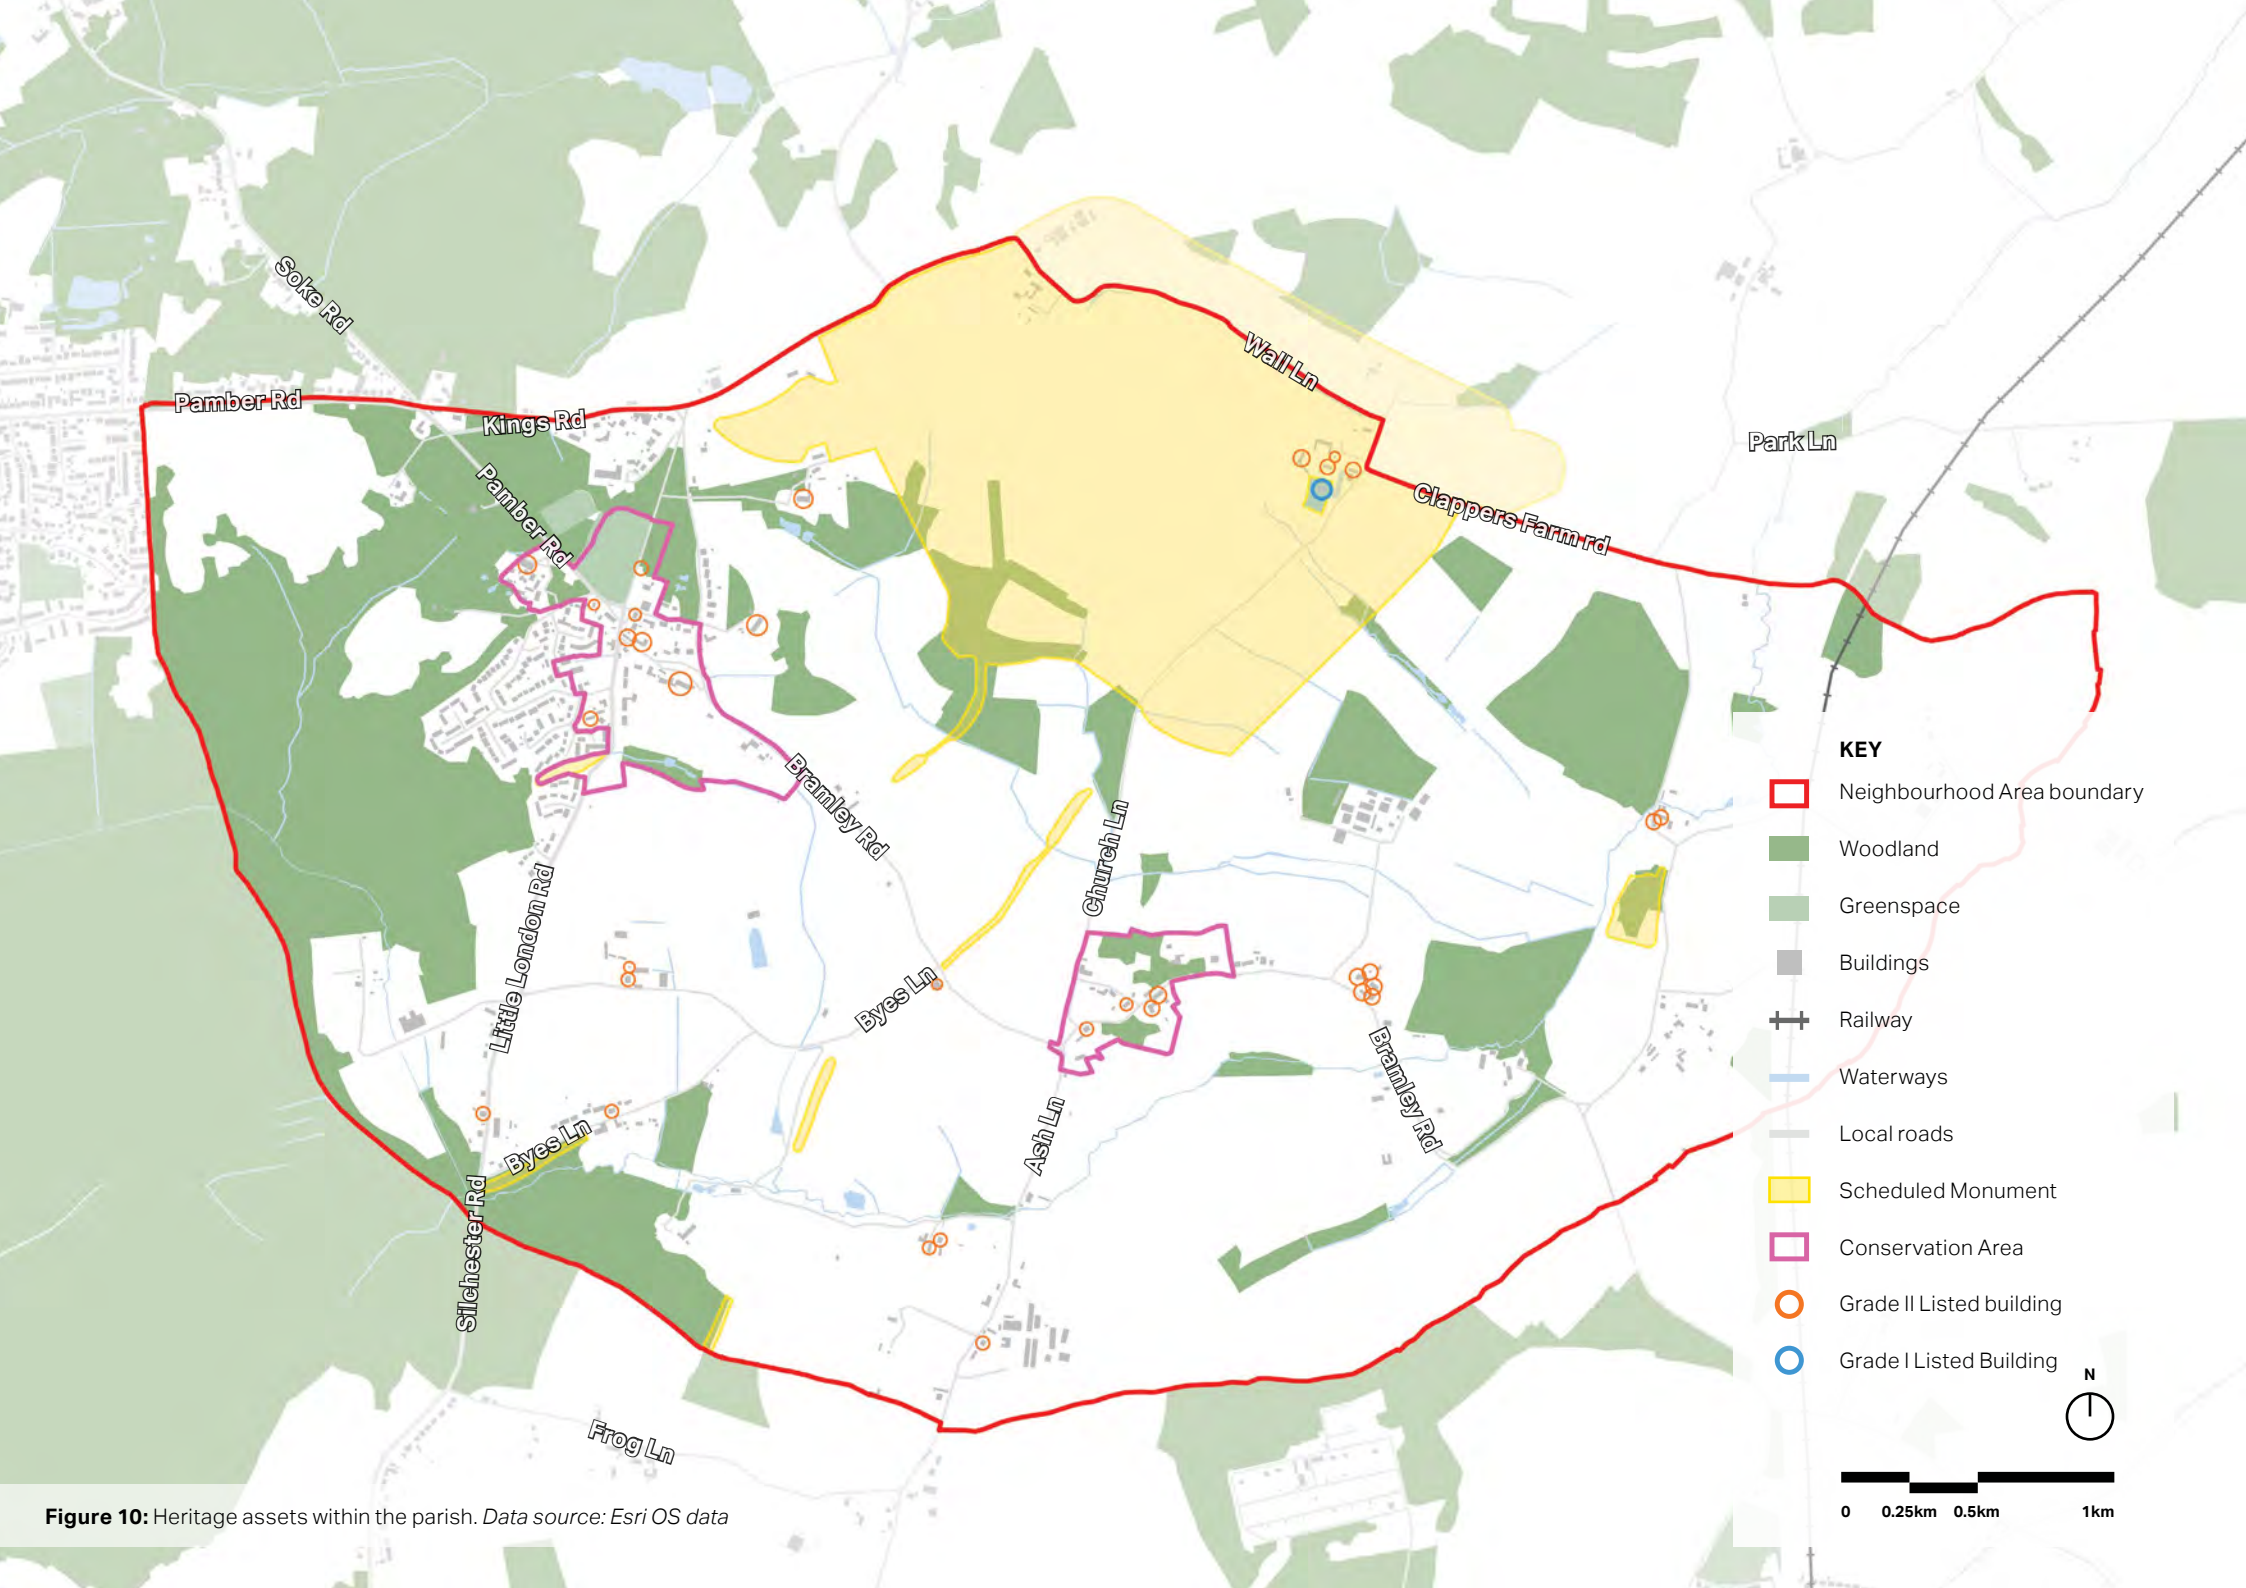 Soke Rd
Pamber Rd
Kings Rd
Pamber Rd
Wall Ln
Park Ln
Clappers Farm rd
Bramley Rd
Church Ln
Little London Rd
Byes Ln
Bramley Rd
Byes Ln
Ash Ln
Silchester Rd
Frog Ln
KEY
Neighbourhood Area boundary
Woodland
Greenspace
Buildings
Railway
Waterways
Local roads
Scheduled Monument
Conservation Area
Grade II Listed building
Grade I Listed Building
N
0 0.25km 0.5km 1km
Figure 10: Heritage assets within the parish. Data source: Esri OS data